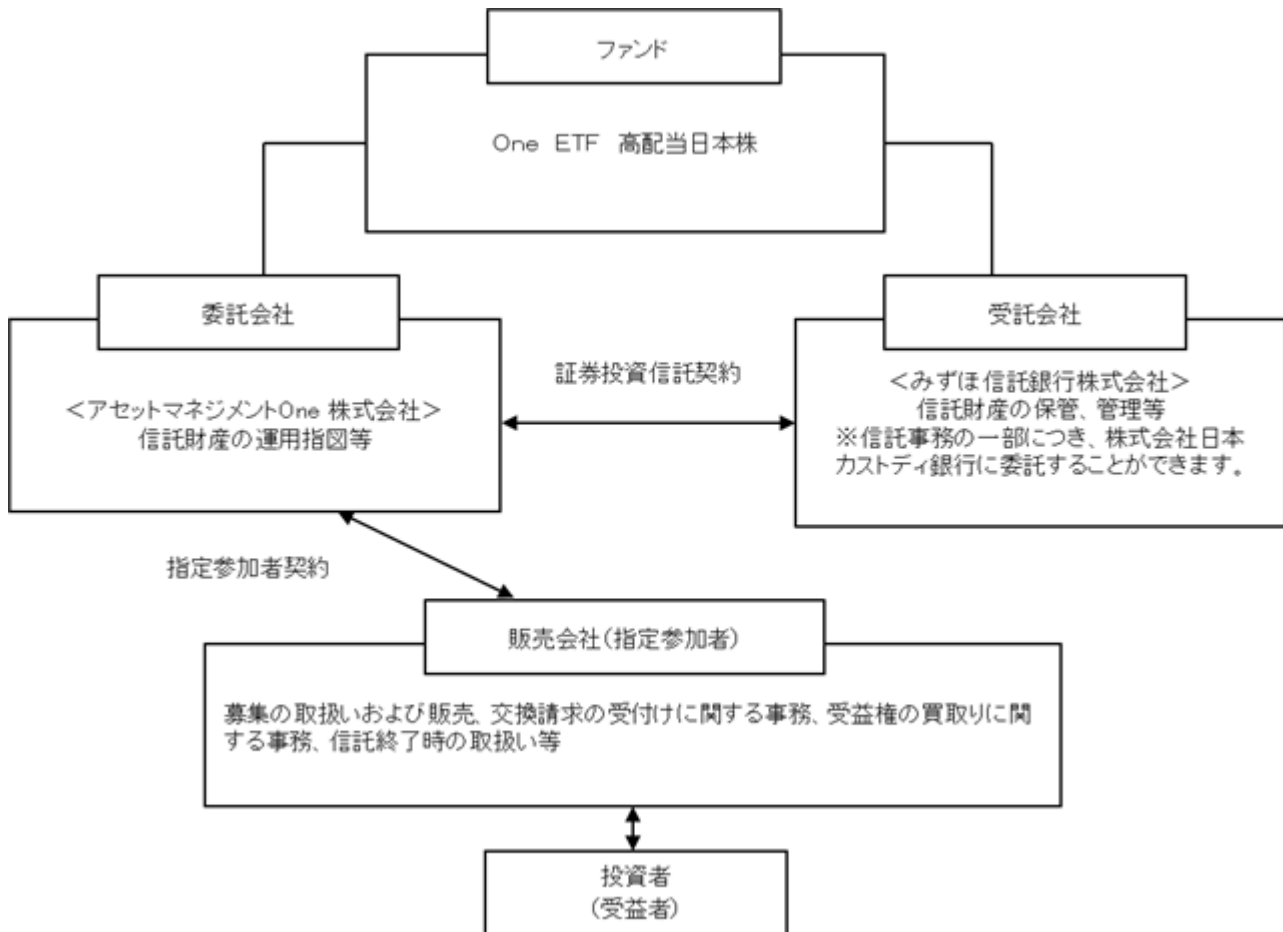 ファンド
One ETF 高配当日本株
委託会社
<アセットマネジメントOne 株式会社>
信託財産の運用指図等
証券投資信託契約
受託会社
<みずほ信託銀行株式会社>
信託財産の保管、管理等
※信託事務の一部につき、株式会社日本
カストディ銀行に委託することができます。
指定参加者契約
販売会社(指定参加者)
募集の取扱いおよび販売、交換請求の受付けに関する事務、受益権の買取りに関
する事務、信託終了時の取扱い等
投資者
(受益者)